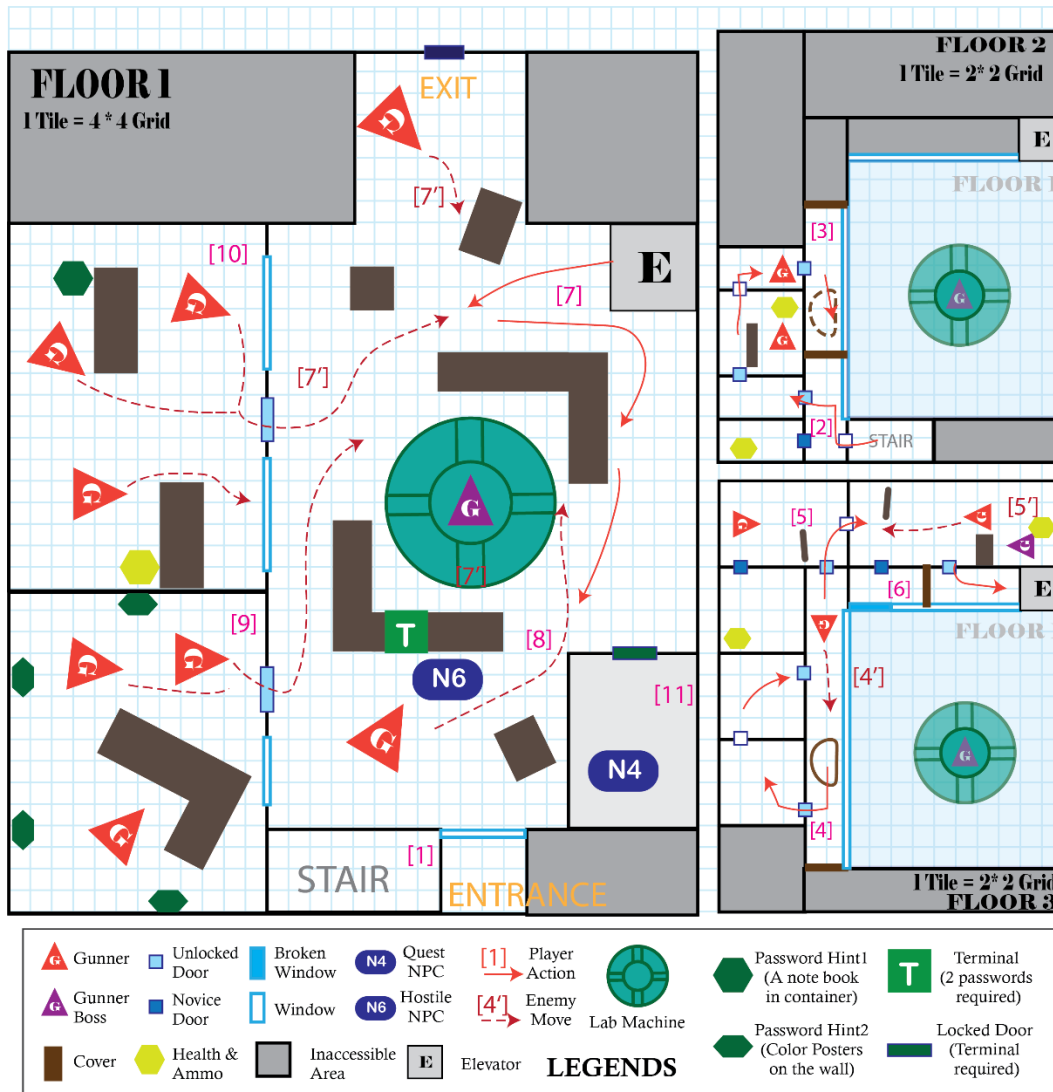 FLOOR 1
1 Tile = 4 * 4 Grid
EXIT
G
[7']
[10]
G
G
[7]
E
[7']
G
G
[7']
T
[9]
G
G
[8]
N6
[11]
G
N4
G
[1]
STAIR
ENTRANCE
FLOOR 2
1 Tile = 2* 2 Grid
E
FLOOR
[3]
G
G
G
[2]
STAIR
G
[5]
G
[5']
G
[6]
E
FLOOR
G
[4']
G
[4]
1 Tile = 2* 2 Grid
FLOOR 3
G
Gunner
Unlocked
Door
Broken
Window
N4
Quest
NPC
[1]
Player
Action
Lab Machine
Password Hint1
(A note book
in container)
T
Terminal
(2 passwords
required)
G
Gunner
Boss
Novice
Door
Window
N6
Hostile
NPC
[4']
Enemy
Move
Password Hint2
(Color Posters
on the wall)
Locked Door
(Terminal
required)
Cover
Health &
Ammo
Inaccessible
Area
E
Elevator
LEGENDS